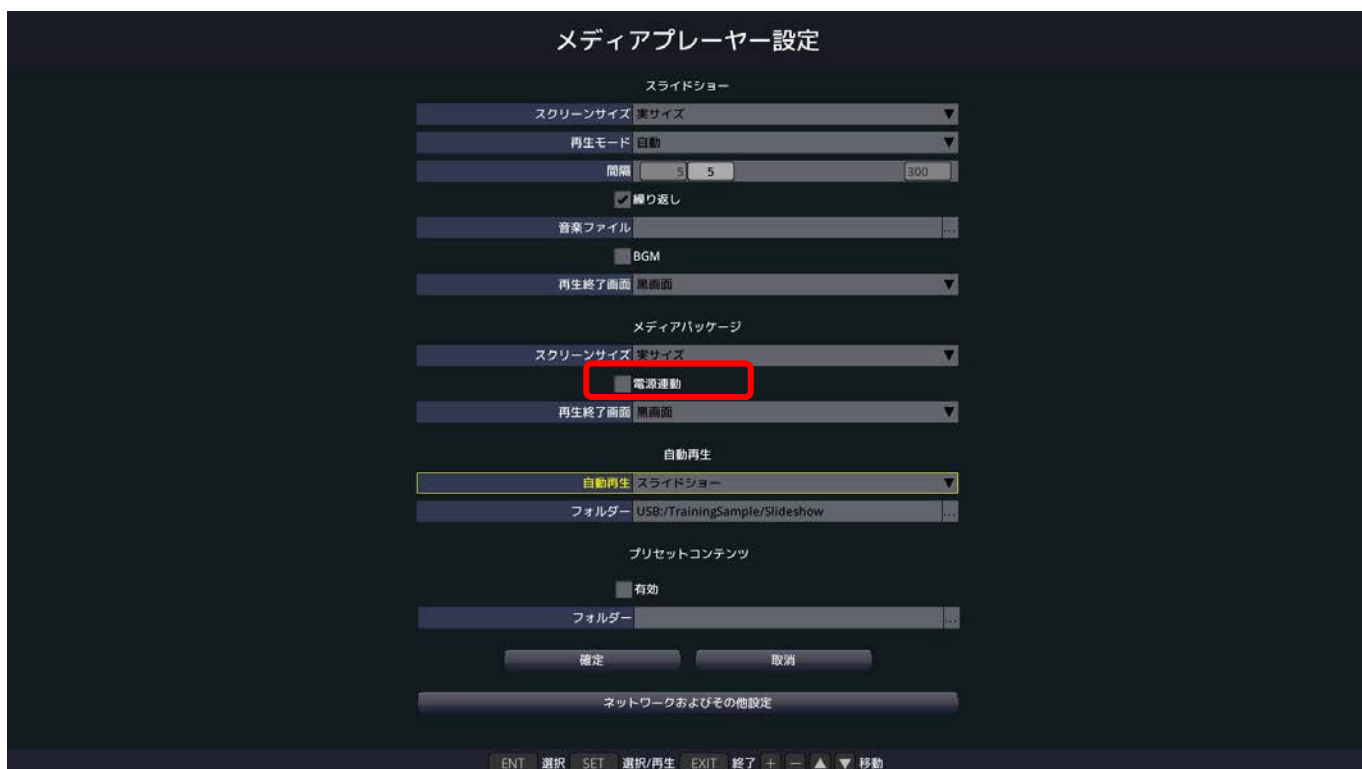 メディアプレーヤー設定
スライドショー
スクリーンサイズ 実サイズ ▼
再生モード 自動 ▼
間隔 5 5 300
繰り返し
音楽ファイル ...
BGM
再生終了画面 黒画面 ▼
メディアパッケージ
スクリーンサイズ 実サイズ ▼
電源連動
再生終了画面 黒画面 ▼
自動再生
自動再生 スライドショー ▼
フォルダー USB:/TrainingSample/Slideshow ...
プリセットコンテンツ
有効
フォルダー ...
確定 取消
ネットワークおよびその他設定
ENT 選択 SET 選択/再生 EXIT 終了 + − ▲ ▼ 移動